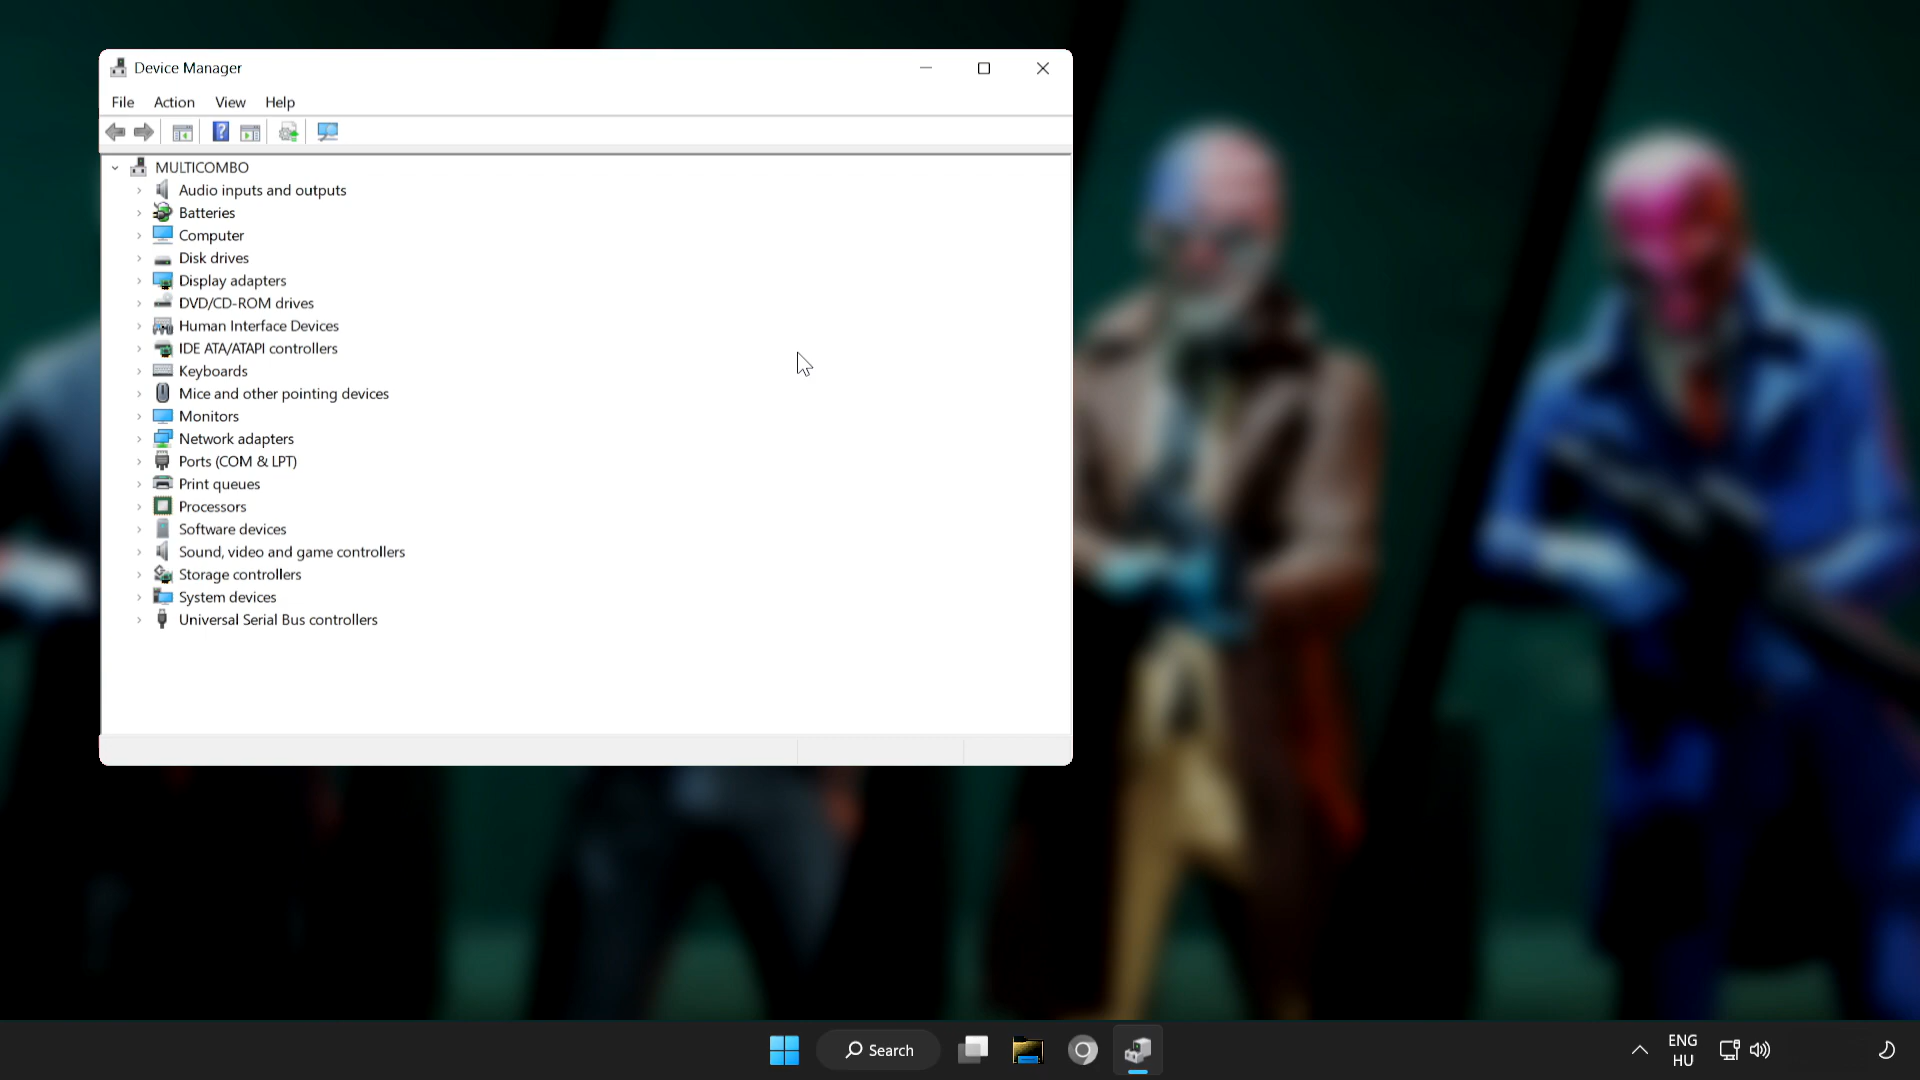 Device Manager
File Action View Help
MULTICOMBO
Audio inputs and outputs
Batteries
Computer
Disk drives
Display adapters
DVD/CD-ROM drives
Human Interface Devices
IDE ATA/ATAPI controllers
Keyboards
Mice and other pointing devices
Monitors
Network adapters
Ports (COM & LPT)
Print queues
Processors
Software devices
Sound, video and game controllers
Storage controllers
System devices
Universal Serial Bus controllers
Search
ENG
HU